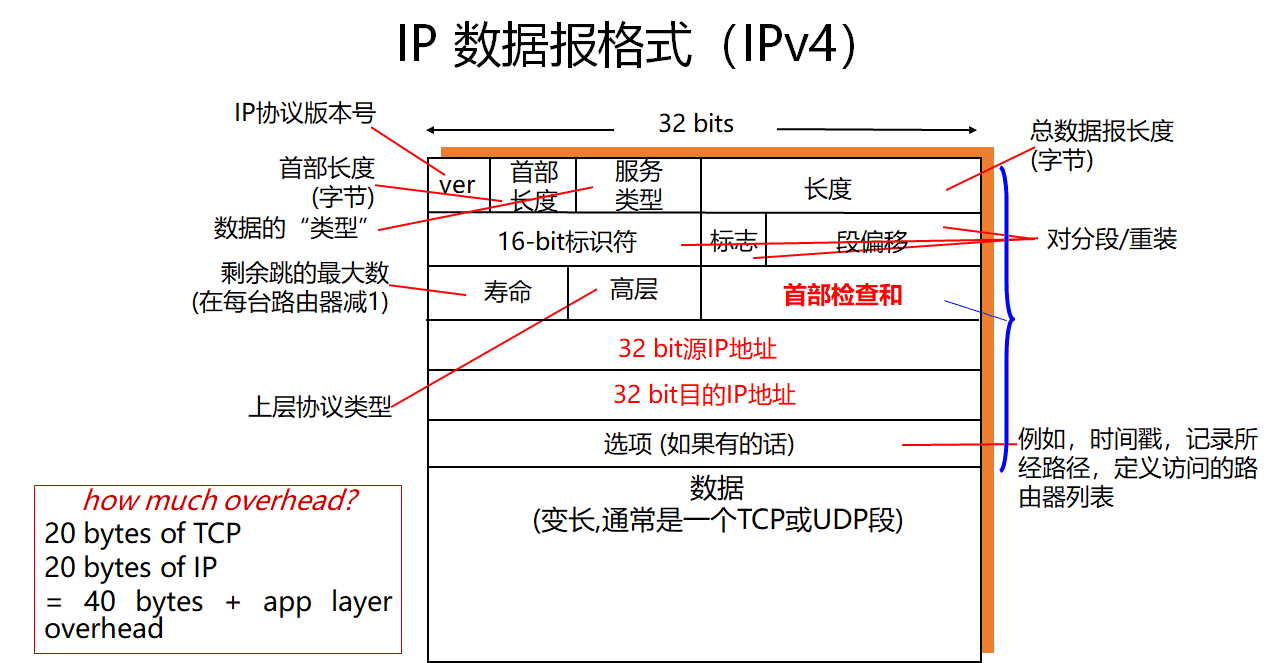 IP 数据报格式（IPv4）
IP协议版本号
32 bits
总数据报长度
(字节)
首部长度
(字节)
数据的“类型”
ver
首部
长度
服务
类型
长度
16-bit标识符
标志
段偏移
对分段/重装
剩余跳的最大数
(在每台路由器减1)
寿命
高层
首部检查和
32 bit源IP地址
上层协议类型
32 bit目的IP地址
选项 (如果有的话)
例如，时间戳，记录所
经路径，定义访问的路
由器列表
数据
(变长,通常是一个TCP或UDP段)
how much overhead?
20 bytes of TCP
20 bytes of IP
= 40 bytes + app layer
overhead